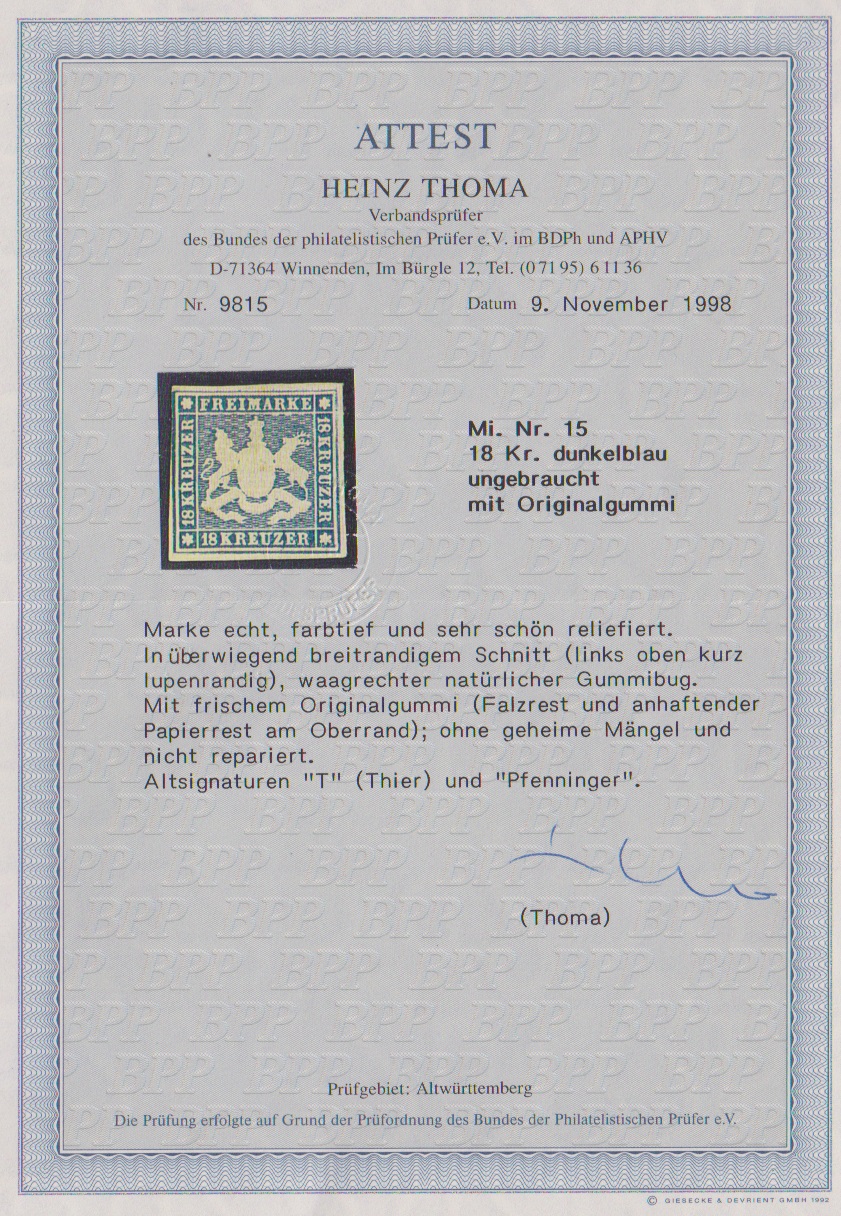 ATTEST
HEINZ THOMA
Verbandsprüfer
des Bundes der philatelistischen Prüfer e.V. im BDPh und APHV
D-71364 Winnenden, Im Bürgle 12, Tel. (0 71 95) 6 11 36
Nr. 9815 Datum 9. November 1998
FREIMARKE
18 KREUZER
18 KREUZER
18 KREUZER
Mi. Nr. 15
18 Kr. dunkelblau
ungebraucht
mit Originalgummi
PRÜFER
Marke echt, farbtief und sehr schön reliefiert.
In überwiegend breitrandigem Schnitt (links oben kurz
lupenrandig), waagrechter natürlicher Gummibug.
Mit frischem Originalgummi (Falzrest und anhaftender
Papierrest am Oberrand); ohne geheime Mängel und
nicht repariert.
Altsignaturen "T" (Thier) und "Pfenninger".
(Thoma)
Prüfgebiet: Altwürttemberg
Die Prüfung erfolgte auf Grund der Prüfordnung des Bundes der Philatelistischen Prüfer e.V.
© GIESECKE & DEVRIENT GMBH 1992